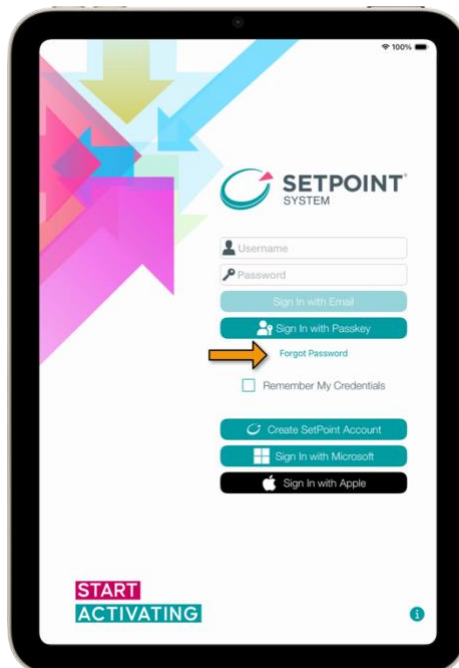 100%
SETPOINT®
SYSTEM
Username
Password
Sign In with Email
Sign In with Passkey
Forgot Password
Remember My Credentials
Create SetPoint Account
Sign In with Microsoft
Sign In with Apple
START
ACTIVATING
i